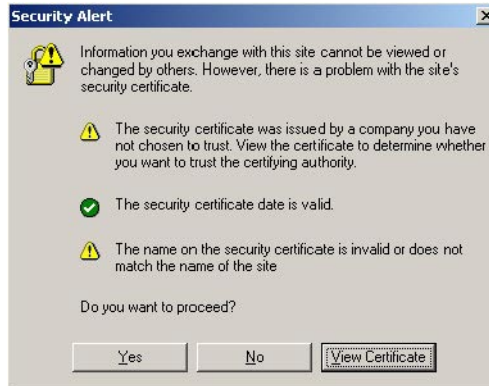 Security Alert
Information you exchange with this site cannot be viewed or
changed by others. However, there is a problem with the site's
security certificate.
The security certificate was issued by a company you have
not chosen to trust. View the certificate to determine whether
you want to trust the certifying authority.
The security certificate date is valid.
The name on the security certificate is invalid or does not
match the name of the site
Do you want to proceed?
Yes No View Certificate